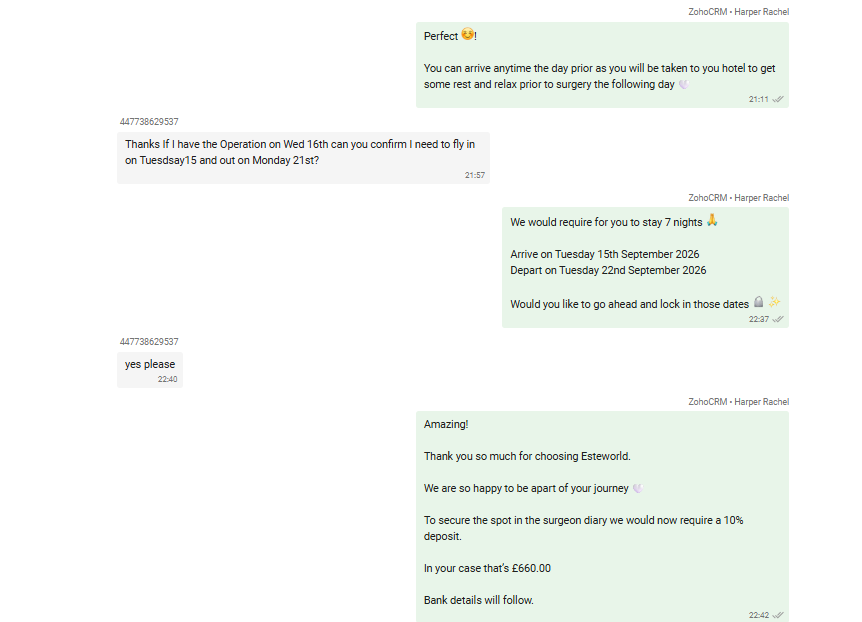 ZohoCRM • Harper Rachel
Perfect 😊!
You can arrive anytime the day prior as you will be taken to you hotel to get
some rest and relax prior to surgery the following day 🤍
21:11
447738629537
Thanks If I have the Operation on Wed 16th can you confirm I need to fly in
on Tuesdsay15 and out on Monday 21st?
21:57
ZohoCRM • Harper Rachel
We would require for you to stay 7 nights 🙏
Arrive on Tuesday 15th September 2026
Depart on Tuesday 22nd September 2026
Would you like to go ahead and lock in those dates 🔒 ✨
22:37
447738629537
yes please
22:40
ZohoCRM • Harper Rachel
Amazing!
Thank you so much for choosing Esteworld.
We are so happy to be apart of your journey 🤍
To secure the spot in the surgeon diary we would now require a 10%
deposit.
In your case that's £660.00
Bank details will follow.
22:42